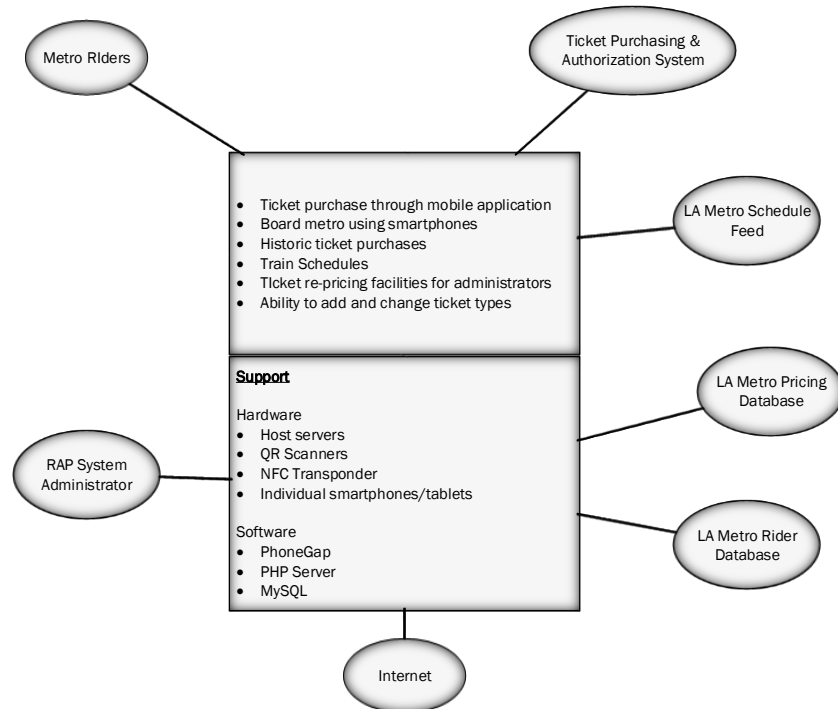 Metro RIders
Ticket Purchasing &
Authorization System
• Ticket purchase through mobile application
• Board metro using smartphones
• Historic ticket purchases
• Train Schedules
• TIcket re-pricing facilities for administrators
• Ability to add and change ticket types
LA Metro Schedule
Feed
Support
Hardware
• Host servers
• QR Scanners
• NFC Transponder
• Individual smartphones/tablets
Software
• PhoneGap
• PHP Server
• MySQL
LA Metro Pricing
Database
RAP System
Administrator
LA Metro Rider
Database
Internet